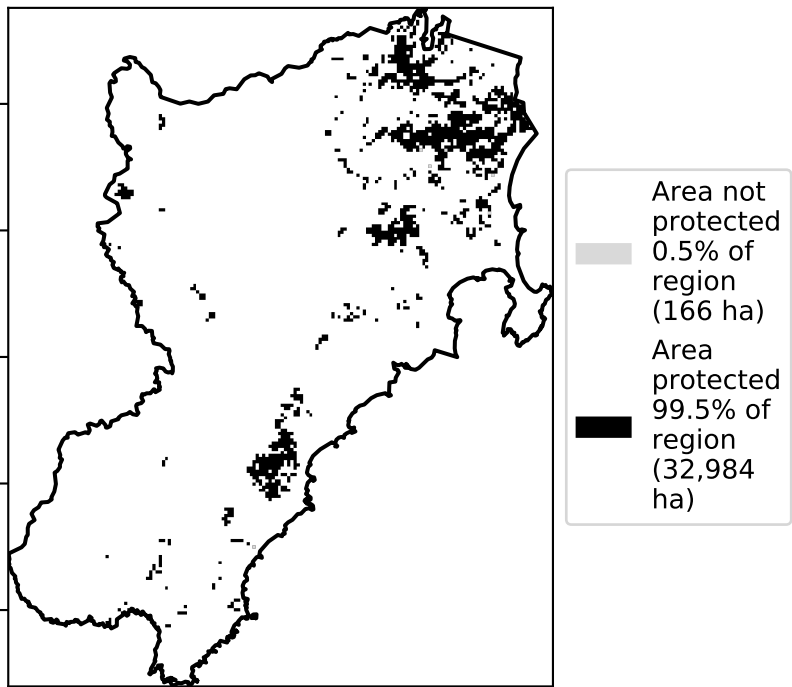 Area not
protected
0.5% of
region
(166 ha)
Area
protected
99.5% of
region
(32,984
ha)